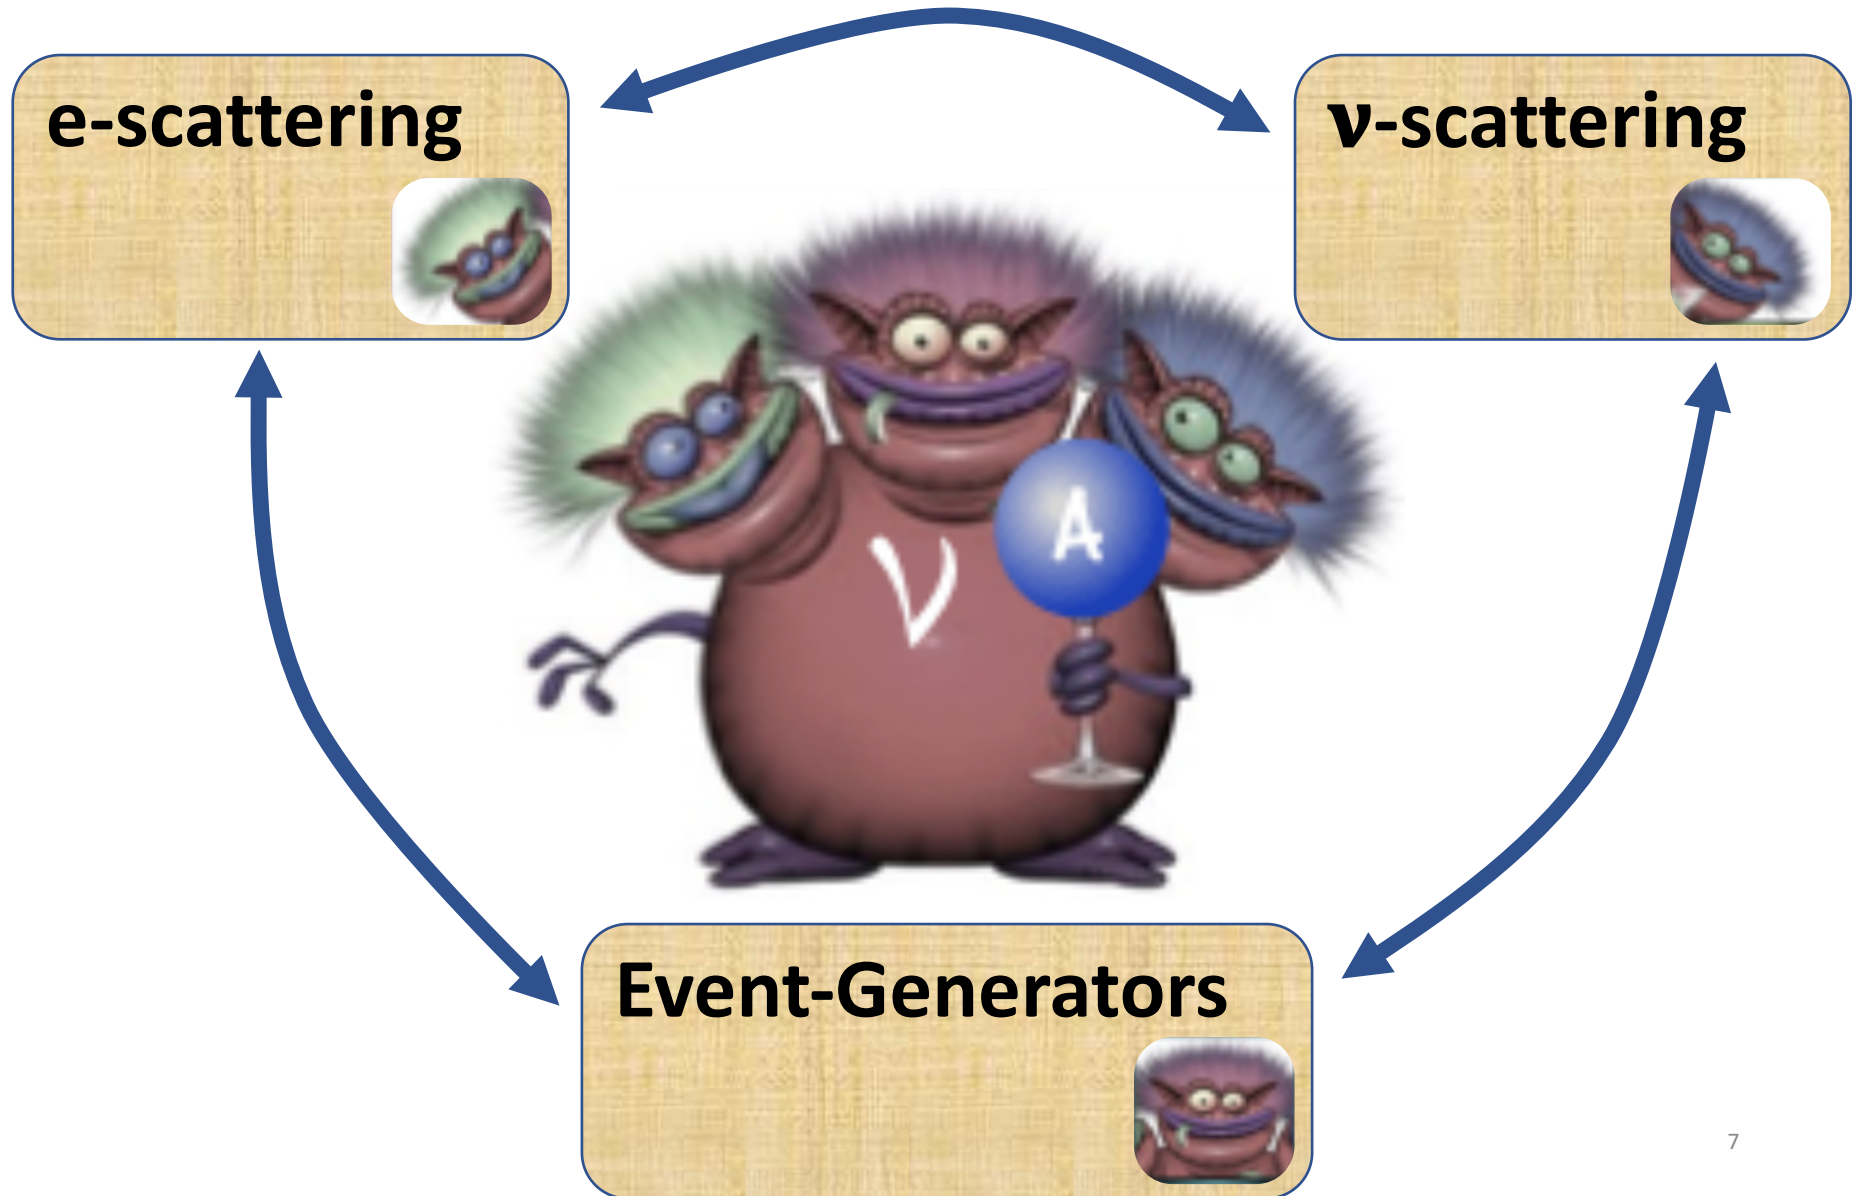 e-scattering
ν-scattering
ν
A
Event-Generators
7